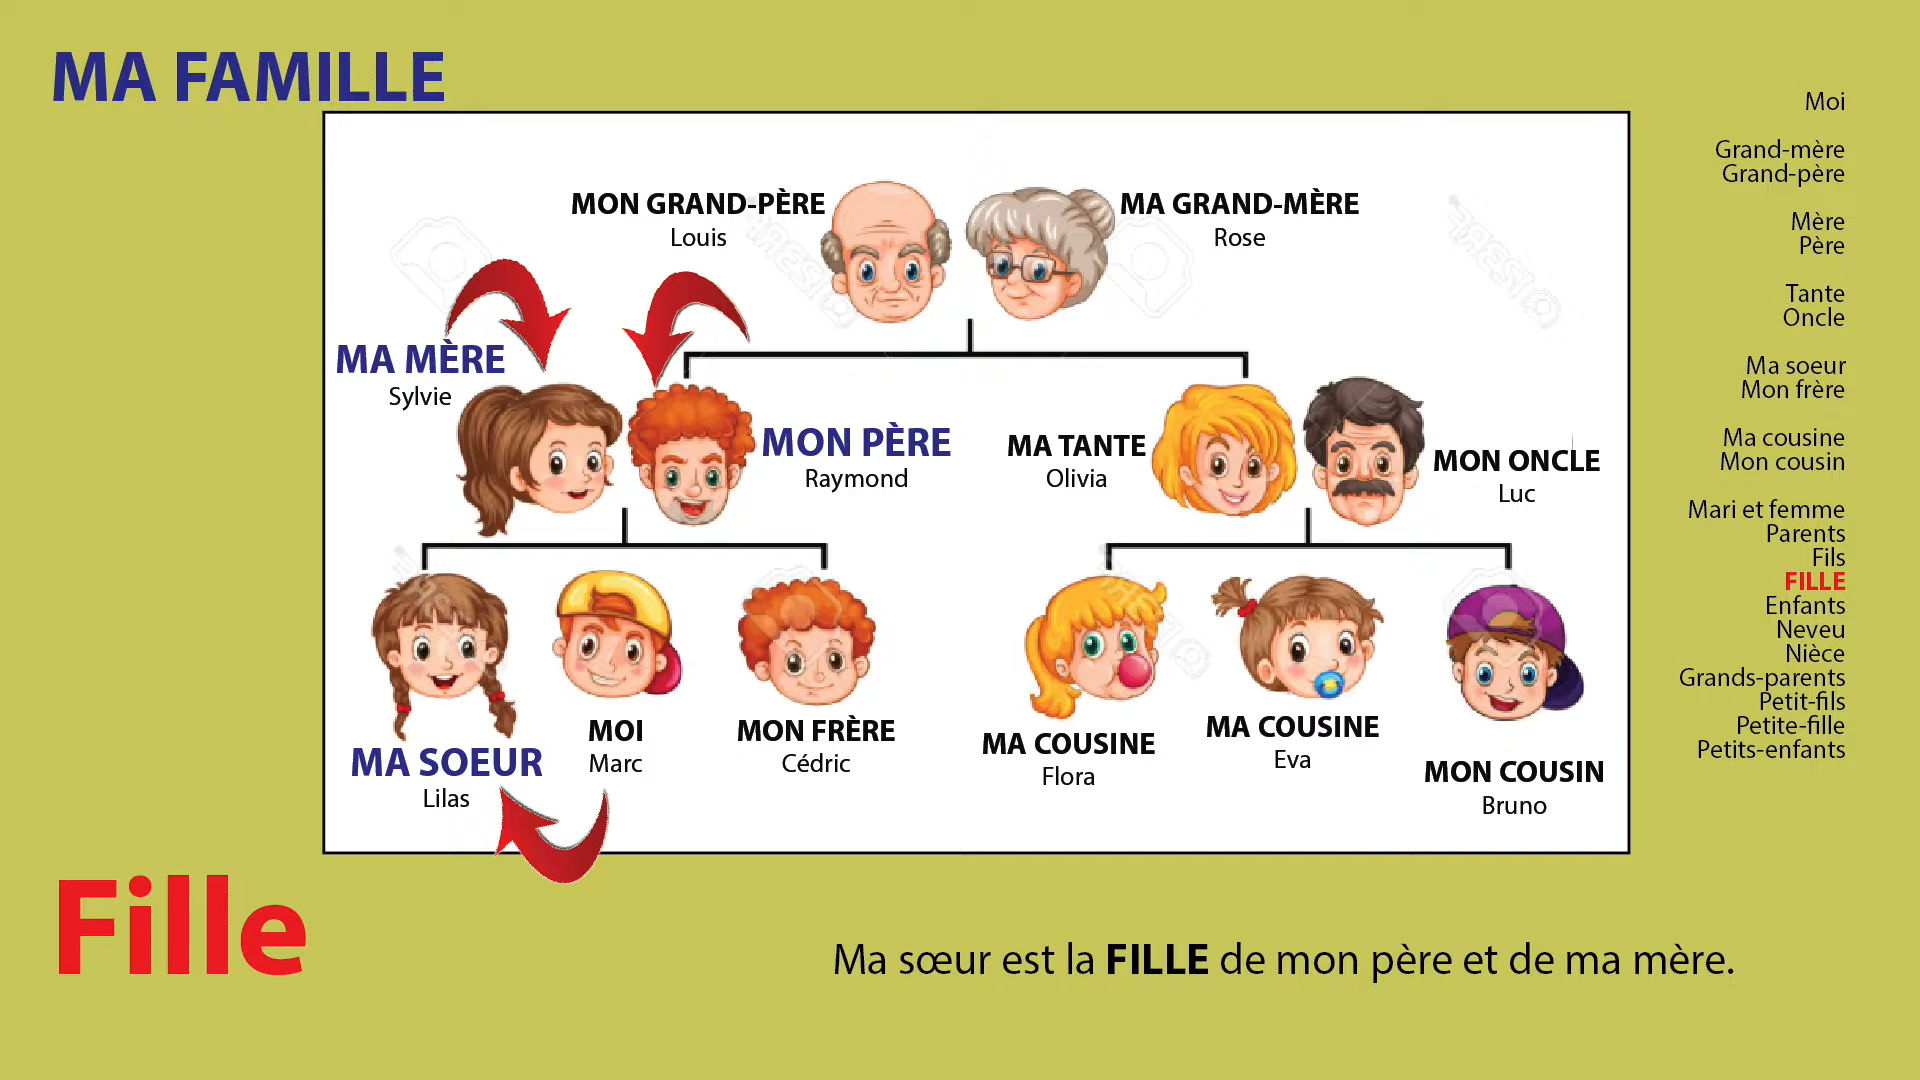 MA FAMILLE
MON GRAND-PÈRE
Louis
MA GRAND-MÈRE
Rose
MA MÈRE
Sylvie
MON PÈRE
Raymond
MA TANTE
Olivia
MON ONCLE
Luc
MA SOEUR
Lilas
MOI
Marc
MON FRÈRE
Cédric
MA COUSINE
Flora
MA COUSINE
Eva
MON COUSIN
Bruno
Moi
Grand-mère
Grand-père
Mère
Père
Tante
Oncle
Ma soeur
Mon frère
Ma cousine
Mon cousin
Mari et femme
Parents
Fils
FILLE
Enfants
Neveu
Nièce
Grands-parents
Petit-fils
Petite-fille
Petits-enfants
Fille
Ma sœur est la FILLE de mon père et de ma mère.